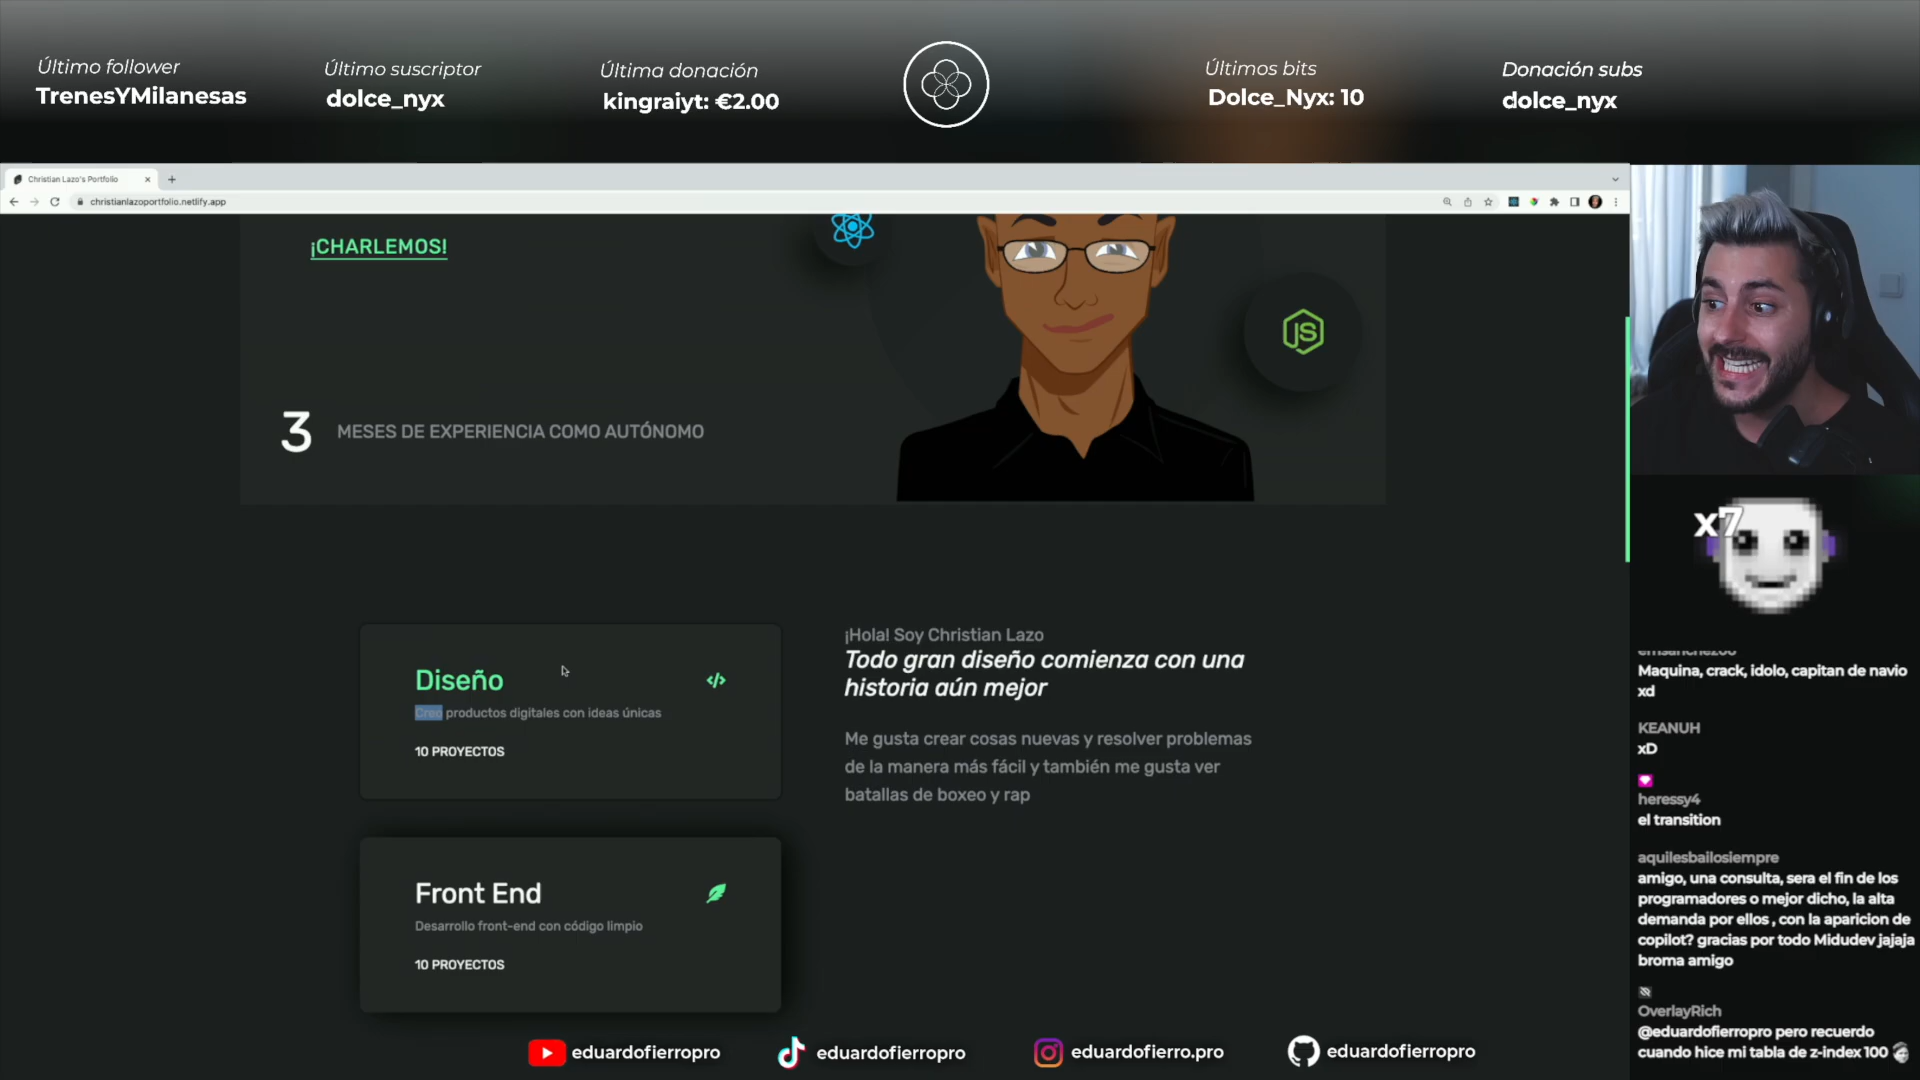 Último follower
TrenesYMilanesas
Último suscriptor
dolce_nyx
Última donación
kingraiyt: €2.00
Últimos bits
Dolce_Nyx: 10
Donación subs
dolce_nyx
Christian Lazo's Portfolio
christianlazoportfolio.netlify.app
¡CHARLEMOS!
JS
3
MESES DE EXPERIENCIA COMO AUTÓNOMO
Diseño
</>
Creo productos digitales con ideas únicas
10 PROYECTOS
Front End
Desarrollo front-end con código limpio
10 PROYECTOS
¡Hola! Soy Christian Lazo
Todo gran diseño comienza con una
historia aún mejor
Me gusta crear cosas nuevas y resolver problemas
de la manera más fácil y también me gusta ver
batallas de boxeo y rap
x7
Maquina, crack, idolo, capitan de navio
xd
KEANUH
xD
heressy4
el transition
aquilesbailosiempre
amigo, una consulta, sera el fin de los
programadores o mejor dicho, la alta
demanda por ellos , con la aparicion de
copilot? gracias por todo Midudev jajaja
broma amigo
OverlayRich
@eduardofierropro pero recuerdo
cuando hice mi tabla de z-index 100
eduardofierropro
eduardofierropro
eduardofierro.pro
eduardofierropro